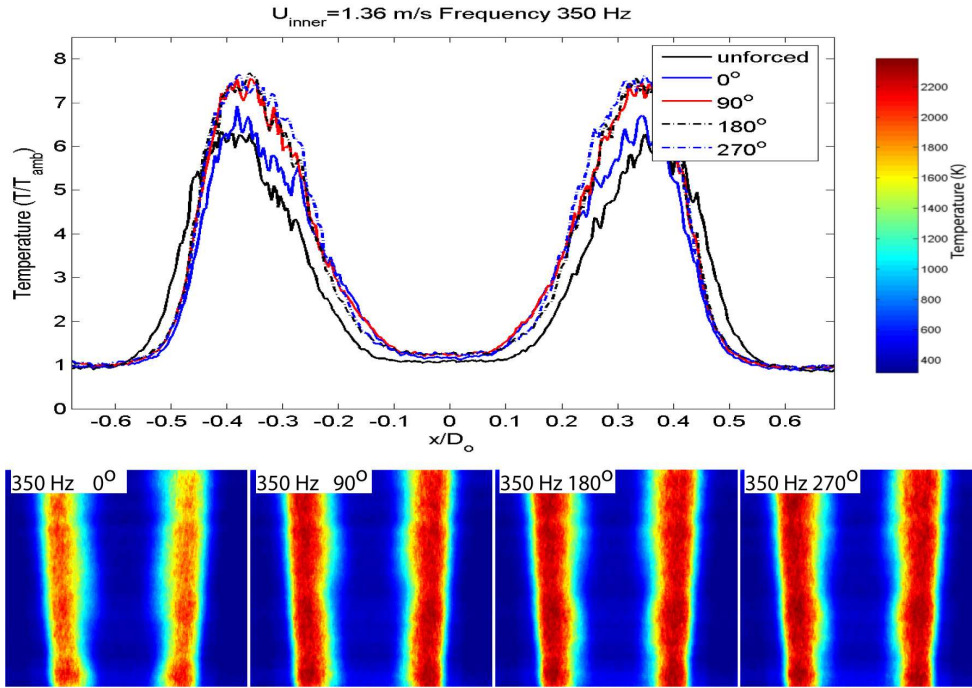 U_inner=1.36 m/s Frequency 350 Hz
8
7
6
5
4
3
2
1
0
Temperature (T/T_amb)
-0.6 -0.5 -0.4 -0.3 -0.2 -0.1 0 0.1 0.2 0.3 0.4 0.5 0.6
x/D_o
unforced
0°
90°
180°
270°
2200
2000
1800
1600
1400
1200
1000
800
600
400
Temperature (K)
350 Hz 0°
350 Hz 90°
350 Hz 180°
350 Hz 270°